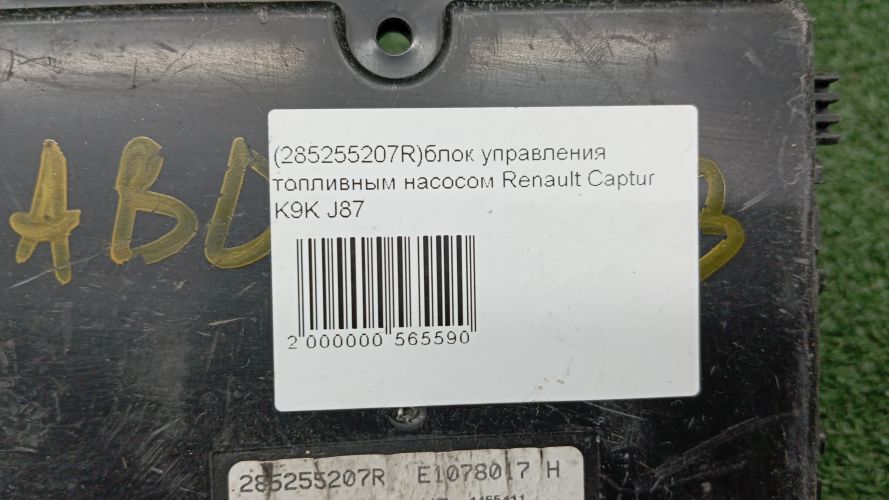 (285255207R)блок управления
топливным насосом Renault Captur
K9K J87
2 000000 565590
285255207R E1078017 H